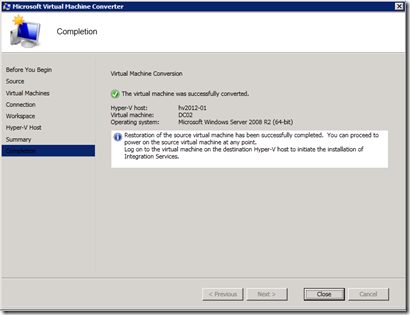 Microsoft Virtual Machine Converter
Completion
Before You Begin
Source
Virtual Machines
Connection
Workspace
Hyper-V Host
Summary
Completion
Virtual Machine Conversion
The virtual machine was successfully converted.
Hyper-V host: hv2012-01
Virtual machine: DC02
Operating system: Microsoft Windows Server 2008 R2 (64-bit)
Restoration of the source virtual machine has been successfully completed. You can proceed to
power on the source virtual machine at any point.
Log on to the virtual machine on the destination Hyper-V host to initiate the installation of
Integration Services.
< Previous
Next >
Close
Cancel